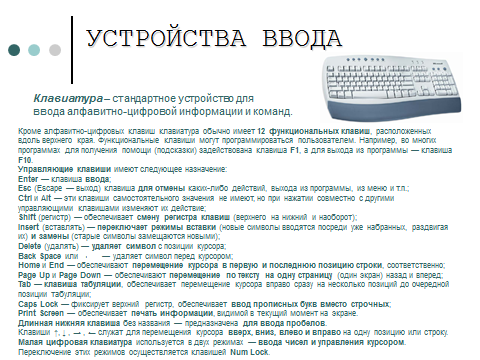 УСТРОЙСТВА ВВОДА
Клавиатура – стандартное устройство для
ввода алфавитно-цифровой информации и команд.
Кроме алфавитно-цифровых клавиш клавиатура обычно имеет 12 функциональных клавиш, расположенных
вдоль верхнего края. Функциональные клавиши могут программироваться пользователем. Например, во многих
программах для получения помощи (подсказки) задействована клавиша F1, а для выхода из программы — клавиша
F10.
Управляющие клавиши имеют следующее назначение:
Enter — клавиша ввода;
Esc (Escape — выход) клавиша для отмены каких-либо действий, выхода из программы, из меню и т.п.;
Ctrl и Alt — эти клавиши самостоятельного значения не имеют, но при нажатии совместно с другими
управляющими клавишами изменяют их действие;
Shift (регистр) — обеспечивает смену регистра клавиш (верхнего на нижний и наоборот);
Insert (вставлять) — переключает режимы вставки (новые символы вводятся посреди уже набранных, раздвигая
их) и замены (старые символы замещаются новыми);
Delete (удалять) — удаляет символ с позиции курсора;
Back Space или — удаляет символ перед курсором;
Home и End — обеспечивают перемещение курсора в первую и последнюю позицию строки, соответственно;
Page Up и Page Down — обеспечивают перемещение по тексту на одну страницу (один экран) назад и вперед;
Tab — клавиша табуляции, обеспечивает перемещение курсора вправо сразу на несколько позиций до очередной
позиции табуляции;
Caps Lock — фиксирует верхний регистр, обеспечивает ввод прописных букв вместо строчных;
Print Screen — обеспечивает печать информации, видимой в текущий момент на экране.
Длинная нижняя клавиша без названия — предназначена для ввода пробелов.
Клавиши ↑, ↓, →, ← служат для перемещения курсора вверх, вниз, влево и вправо на одну позицию или строку.
Малая цифровая клавиатура используется в двух режимах — ввода чисел и управления курсором.
Переключение этих режимов осуществляется клавишей Num Lock.